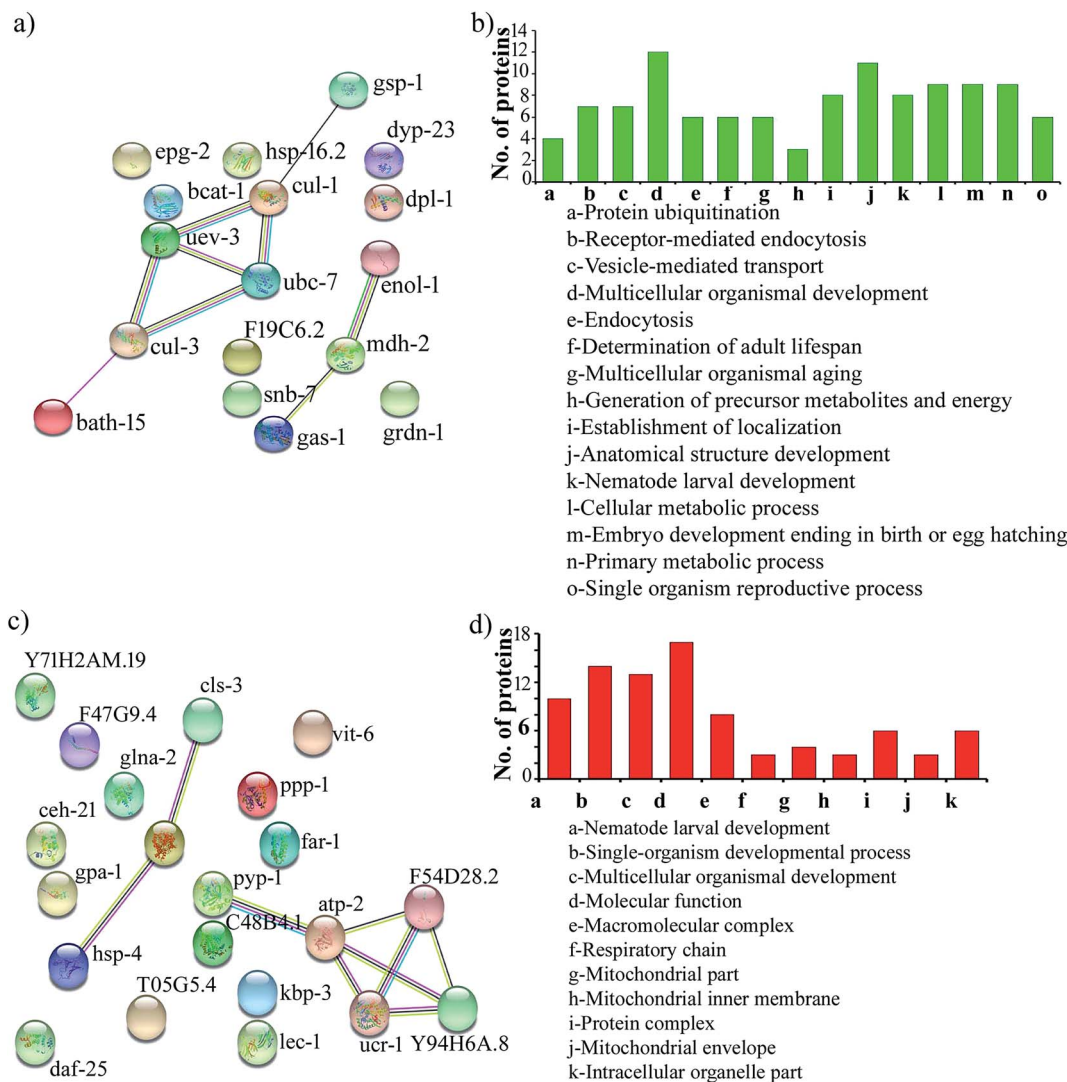 a)
gsp-1
epg-2
hsp-16.2
dyp-23
bcat-1
cul-1
dpl-1
uev-3
ubc-7
enol-1
F19C6.2
mdh-2
cul-3
snb-7
bath-15
gas-1
grdn-1
b)
No. of proteins
14
12
10
8
6
4
2
0
a b c d e f g h i j k l m n o
a-Protein ubiquitination
b-Receptor-mediated endocytosis
c-Vesicle-mediated transport
d-Multicellular organismal development
e-Endocytosis
f-Determination of adult lifespan
g-Multicellular organismal aging
h-Generation of precursor metabolites and energy
i-Establishment of localization
j-Anatomical structure development
k-Nematode larval development
l-Cellular metabolic process
m-Embryo development ending in birth or egg hatching
n-Primary metabolic process
o-Single organism reproductive process
c)
Y71H2AM.19
cls-3
F47G9.4
vit-6
glna-2
ppp-1
ceh-21
far-1
gpa-1
pyp-1
F54D28.2
atp-2
C48B4.1
hsp-4
T05G5.4
kbp-3
lec-1
ucr-1
Y94H6A.8
daf-25
d)
No. of proteins
18
12
6
0
a b c d e f g h i j k
a-Nematode larval development
b-Single-organism developmental process
c-Multicellular organismal development
d-Molecular function
e-Macromolecular complex
f-Respiratory chain
g-Mitochondrial part
h-Mitochondrial inner membrane
i-Protein complex
j-Mitochondrial envelope
k-Intracellular organelle part